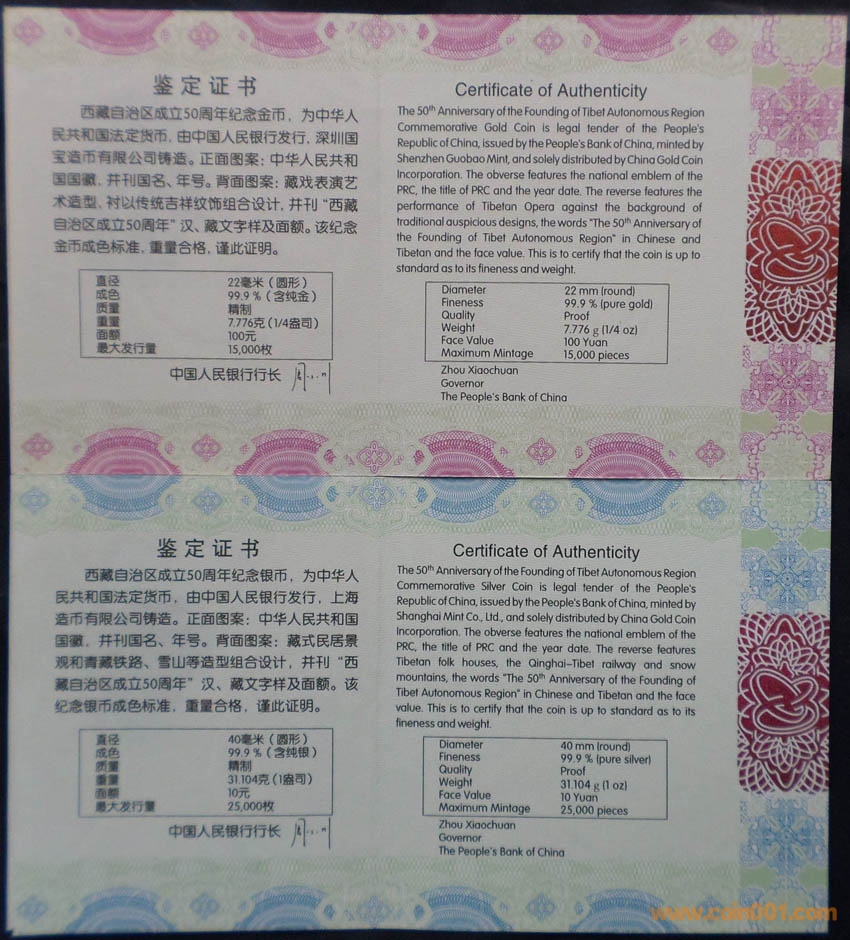 鉴定证书
西藏自治区成立50周年纪念金币，为中华人
民共和国法定货币，由中国人民银行发行，深圳国
宝造币有限公司铸造。正面图案：中华人民共和国
国徽，并刊国名、年号。背面图案：藏戏表演艺
术造型，衬以传统吉祥纹饰组合设计，并刊“西藏
自治区成立50周年”汉、藏文字样及面额。该纪念
金币成色标准，重量合格，谨此证明。
直径 22毫米（圆形）
成色 99.9％（含纯金）
质量 精制
重量 7.776克（1/4盎司）
面额 100元
最大发行量 15,000枚
中国人民银行行长
Certificate of Authenticity
The 50th Anniversary of the Founding of Tibet Autonomous Region
Commemorative Gold Coin is legal tender of the People's
Republic of China, issued by the People's Bank of China, minted by
Shenzhen Guobao Mint, and solely distributed by China Gold Coin
Incorporation. The obverse features the national emblem of the
PRC, the title of PRC and the year date. The reverse features the
performance of Tibetan Opera against the background of
traditional auspicious designs, the words "The 50th Anniversary of
the Founding of Tibet Autonomous Region" in Chinese and
Tibetan and the face value. This is to certify that the coin is up to
standard as to its fineness and weight.
Diameter 22 mm (round)
Fineness 99.9 % (pure gold)
Quality Proof
Weight 7.776 g (1/4 oz)
Face Value 100 Yuan
Maximum Mintage 15,000 pieces
Zhou Xiaochuan
Governor
The People's Bank of China
鉴定证书
西藏自治区成立50周年纪念银币，为中华人
民共和国法定货币，由中国人民银行发行，上海
造币有限公司铸造。正面图案：中华人民共和国
国徽，并刊国名、年号。背面图案：藏式民居景
观和青藏铁路、雪山等造型组合设计，并刊“西
藏自治区成立50周年”汉、藏文字样及面额。该
纪念银币成色标准，重量合格，谨此证明。
直径 40毫米（圆形）
成色 99.9％（含纯银）
质量 精制
重量 31.104克（1盎司）
面额 10元
最大发行量 25,000枚
中国人民银行行长
Certificate of Authenticity
The 50th Anniversary of the Founding of Tibet Autonomous Region
Commemorative Silver Coin is legal tender of the People's
Republic of China, issued by the People's Bank of China, minted by
Shanghai Mint Co., Ltd., and solely distributed by China Gold Coin
Incorporation. The obverse features the national emblem of the
PRC, the title of PRC and the year date. The reverse features
Tibetan folk houses, the Qinghai-Tibet railway and snow
mountains, the words "The 50th Anniversary of the Founding of
Tibet Autonomous Region" in Chinese and Tibetan and the face
value. This is to certify that the coin is up to standard as to its
fineness and weight.
Diameter 40 mm (round)
Fineness 99.9 % (pure silver)
Quality Proof
Weight 31.104 g (1 oz)
Face Value 10 Yuan
Maximum Mintage 25,000 pieces
Zhou Xiaochuan
Governor
The People's Bank of China
www.coin001.com